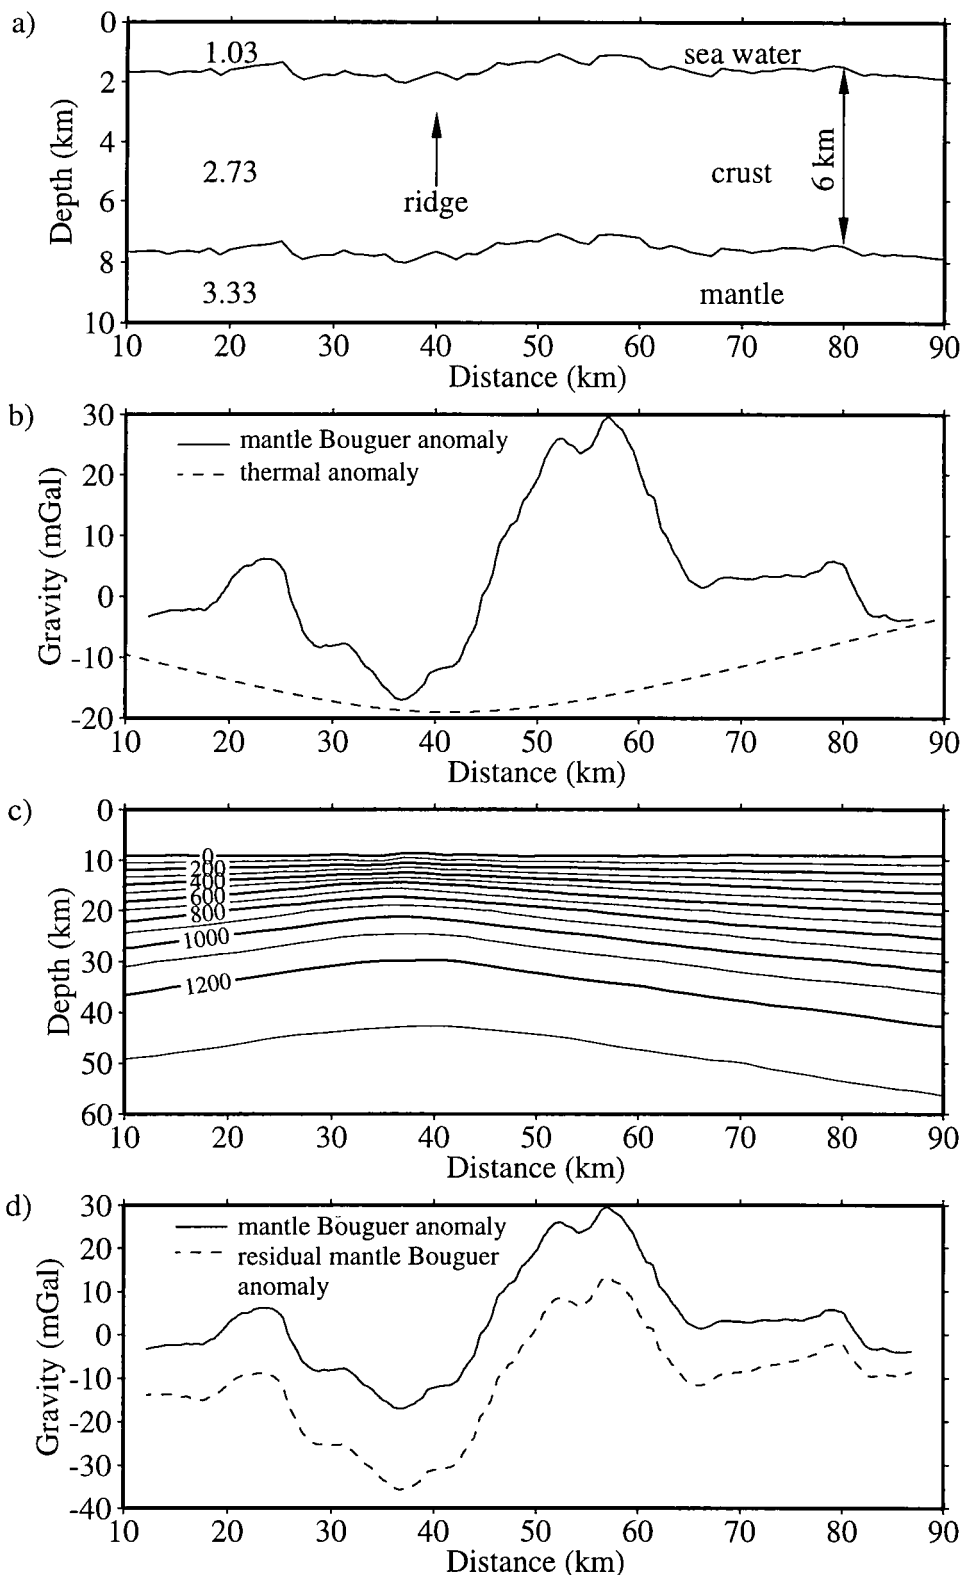 a)
0
2
4
6
8
10
Depth (km)
1.03
sea water
2.73
crust
6 km
ridge
3.33
mantle
10 20 30 40 50 60 70 80 90
Distance (km)
b)
30
20
10
0
-10
-20
Gravity (mGal)
mantle Bouguer anomaly
thermal anomaly
10 20 30 40 50 60 70 80 90
Distance (km)
c)
0
10
20
30
40
50
60
Depth (km)
0
200
400
600
800
1000
1200
10 20 30 40 50 60 70 80 90
Distance (km)
d)
30
20
10
0
-10
-20
-30
-40
Gravity (mGal)
mantle Bouguer anomaly
residual mantle Bouguer
anomaly
10 20 30 40 50 60 70 80 90
Distance (km)